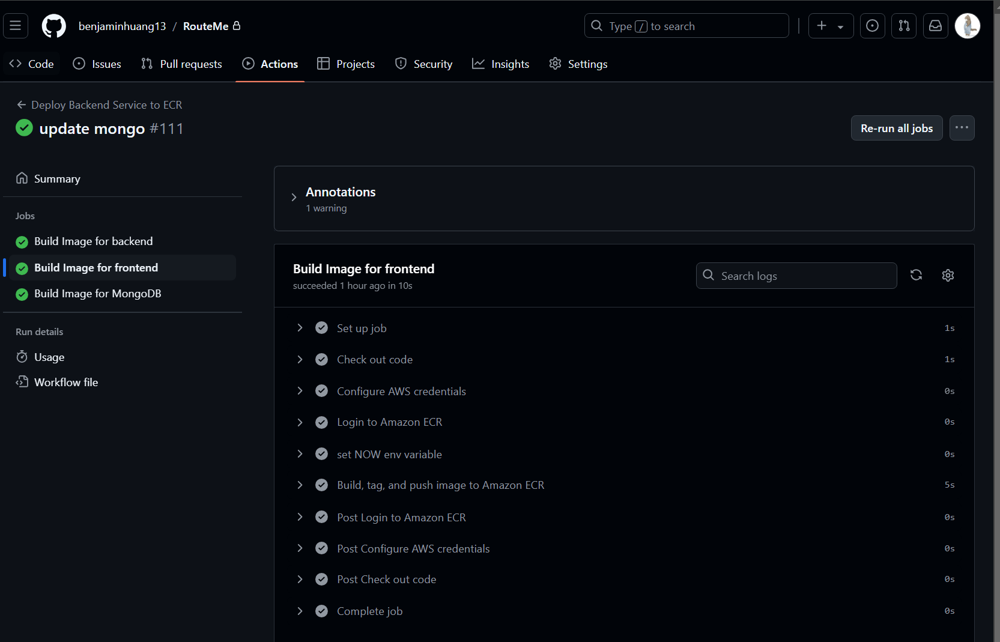 benjaminhuang13 / RouteMe
Type / to search
Code Issues Pull requests Actions Projects Security Insights Settings
Deploy Backend Service to ECR
update mongo #111
Re-run all jobs
Summary
Jobs
Build Image for backend
Build Image for frontend
Build Image for MongoDB
Run details
Usage
Workflow file
Annotations
1 warning
Build Image for frontend
succeeded 1 hour ago in 10s
Search logs
Set up job 1s
Check out code 1s
Configure AWS credentials 0s
Login to Amazon ECR 0s
set NOW env variable 0s
Build, tag, and push image to Amazon ECR 5s
Post Login to Amazon ECR 0s
Post Configure AWS credentials 0s
Post Check out code 0s
Complete job 0s